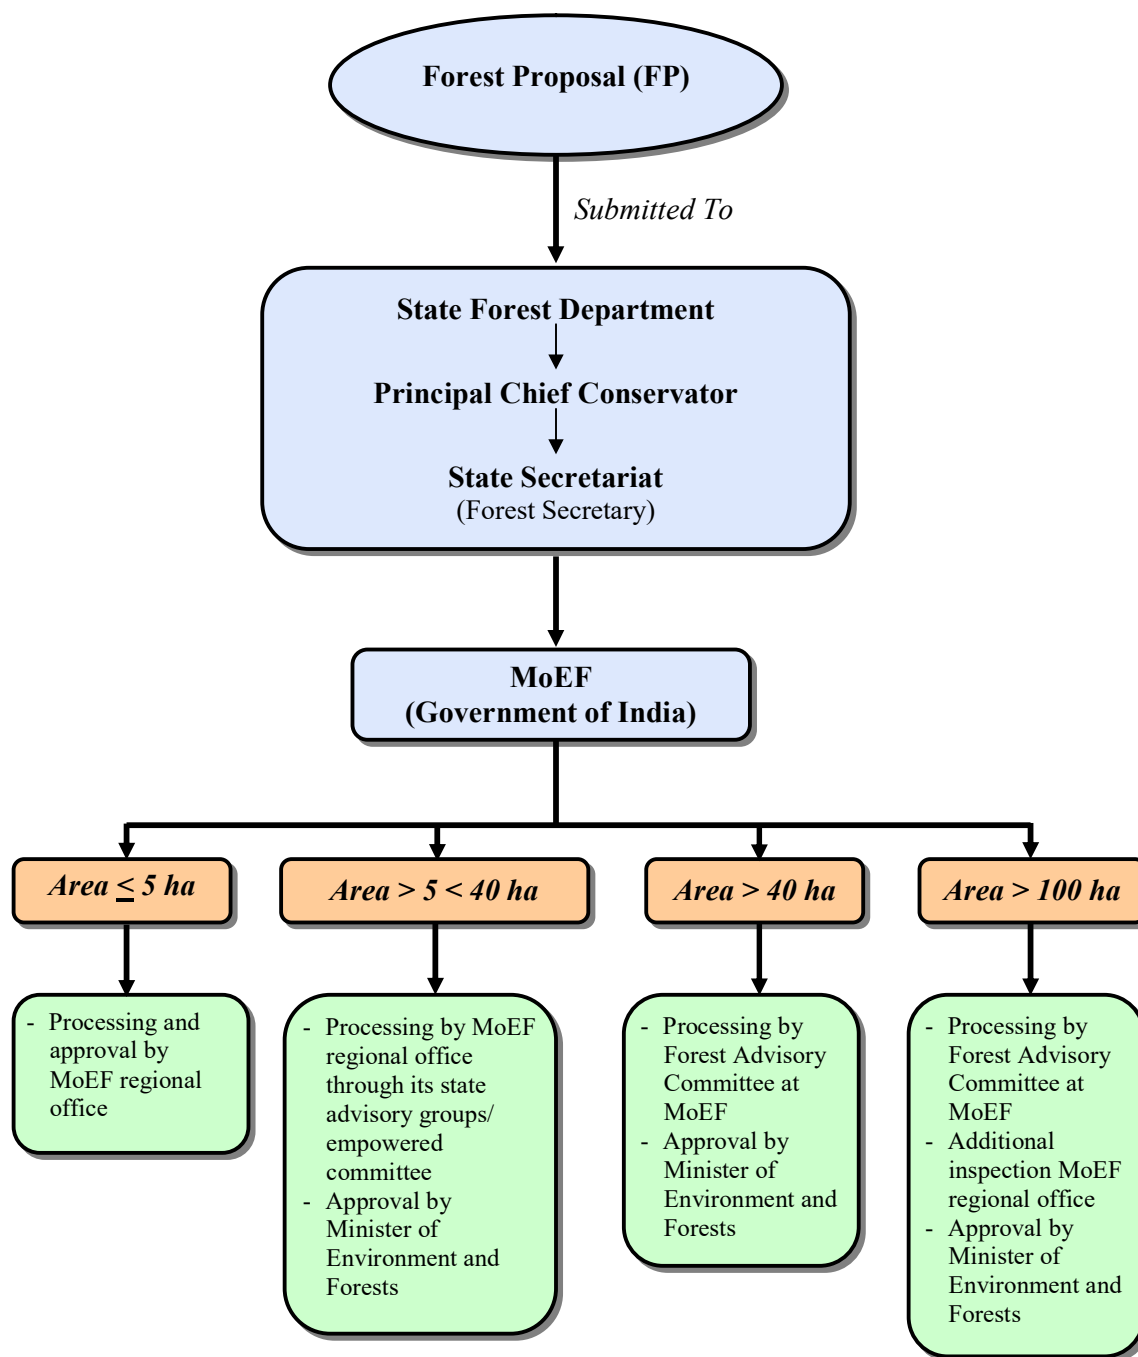 Forest Proposal (FP)
Submitted To
State Forest Department
Principal Chief Conservator
State Secretariat
(Forest Secretary)
MoEF
(Government of India)
Area ≤ 5 ha
Area > 5 < 40 ha
Area > 40 ha
Area > 100 ha
- Processing and
approval by
MoEF regional
office
- Processing by MoEF
regional office
through its state
advisory groups/
empowered
committee
- Approval by
Minister of
Environment and
Forests
- Processing by
Forest Advisory
Committee at
MoEF
- Approval by
Minister of
Environment and
Forests
- Processing by
Forest Advisory
Committee at
MoEF
- Additional
inspection MoEF
regional office
- Approval by
Minister of
Environment and
Forests